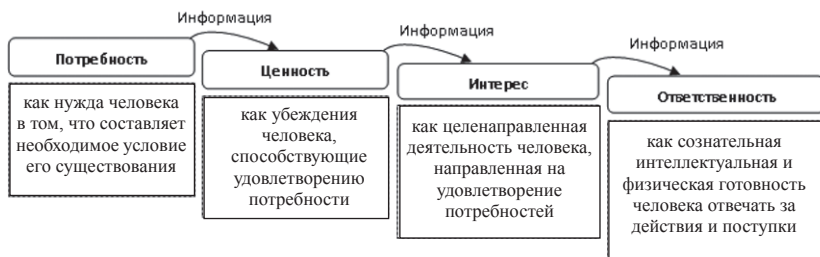 Информация
Потребность
как нужда человека
в том, что составляет
необходимое условие
его существования
Информация
Ценность
как убеждения
человека,
способствующие
удовлетворению
потребности
Информация
Интерес
как целенаправленная
деятельность человека,
направленная на
удовлетворение
потребностей
Ответственность
как сознательная
интеллектуальная и
физическая готовность
человека отвечать за
действия и поступки